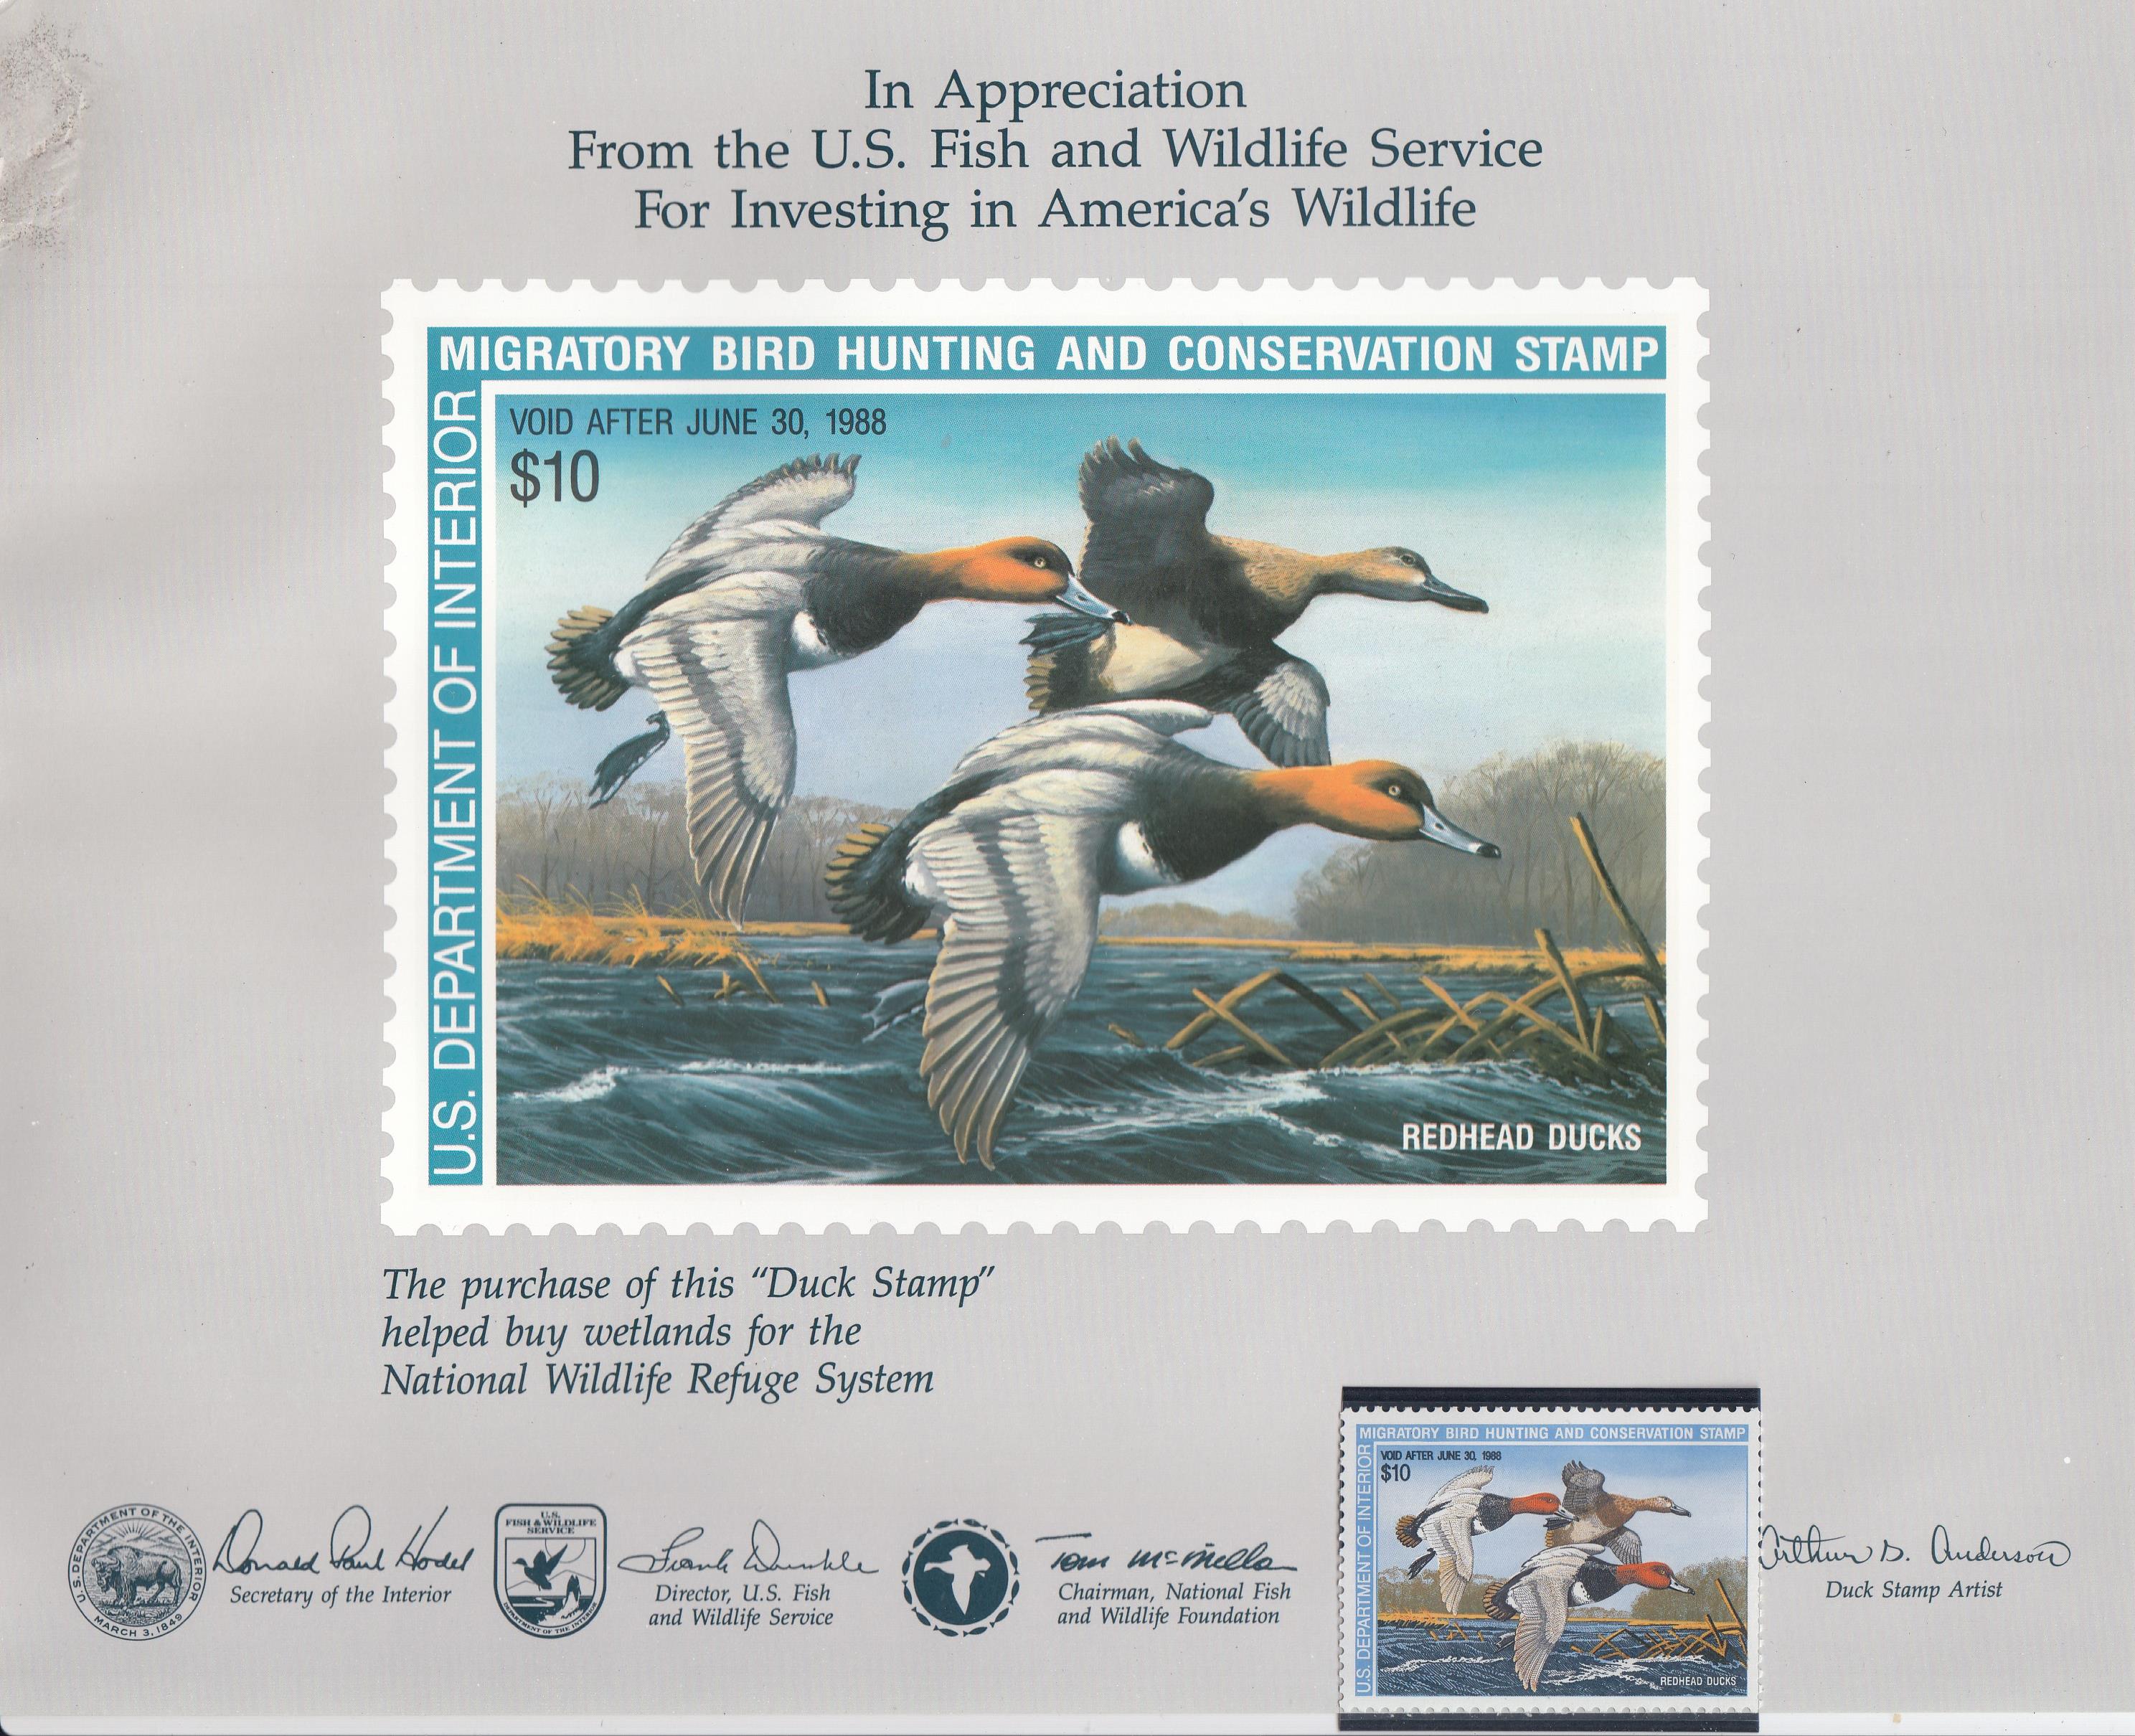 In Appreciation
From the U.S. Fish and Wildlife Service
For Investing in America's Wildlife
MIGRATORY BIRD HUNTING AND CONSERVATION STAMP
U.S. DEPARTMENT OF INTERIOR
VOID AFTER JUNE 30, 1988
$10
REDHEAD DUCKS
The purchase of this “Duck Stamp”
helped buy wetlands for the
National Wildlife Refuge System
MIGRATORY BIRD HUNTING AND CONSERVATION STAMP
U.S. DEPARTMENT OF INTERIOR
VOID AFTER JUNE 30, 1988
$10
REDHEAD DUCKS
U.S. DEPARTMENT OF THE INTERIOR
MARCH 3, 1849
Donald Paul Hodel
Secretary of the Interior
U.S.
FISH & WILDLIFE
SERVICE
DEPARTMENT OF THE INTERIOR
Frank Dunkle
Director, U.S. Fish
and Wildlife Service
Tom
Chairman, National Fish
and Wildlife Foundation
Arthur G. Anderson
Duck Stamp Artist